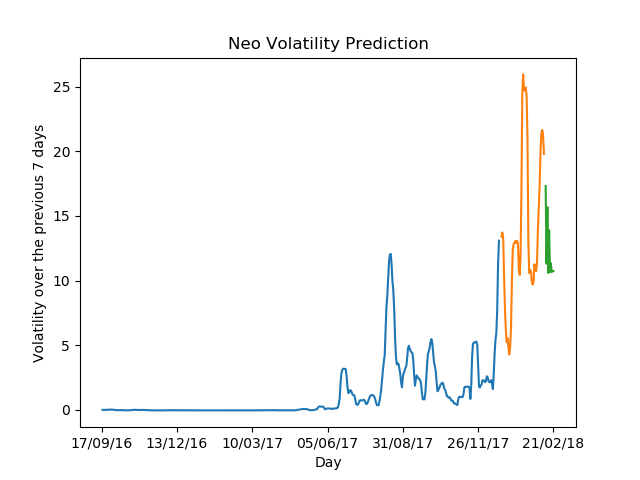 Neo Volatility Prediction
Volatility over the previous 7 days
25
20
15
10
5
0
17/09/16 13/12/16 10/03/17 05/06/17 31/08/17 26/11/17 21/02/18
Day